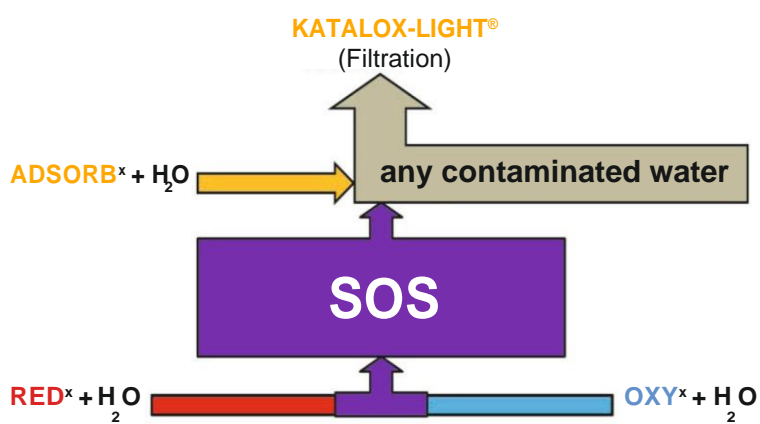 KATALOX-LIGHT®
(Filtration)
ADSORBˣ + H₂O
any contaminated water
SOS
REDˣ + H₂O
OXYˣ + H₂O